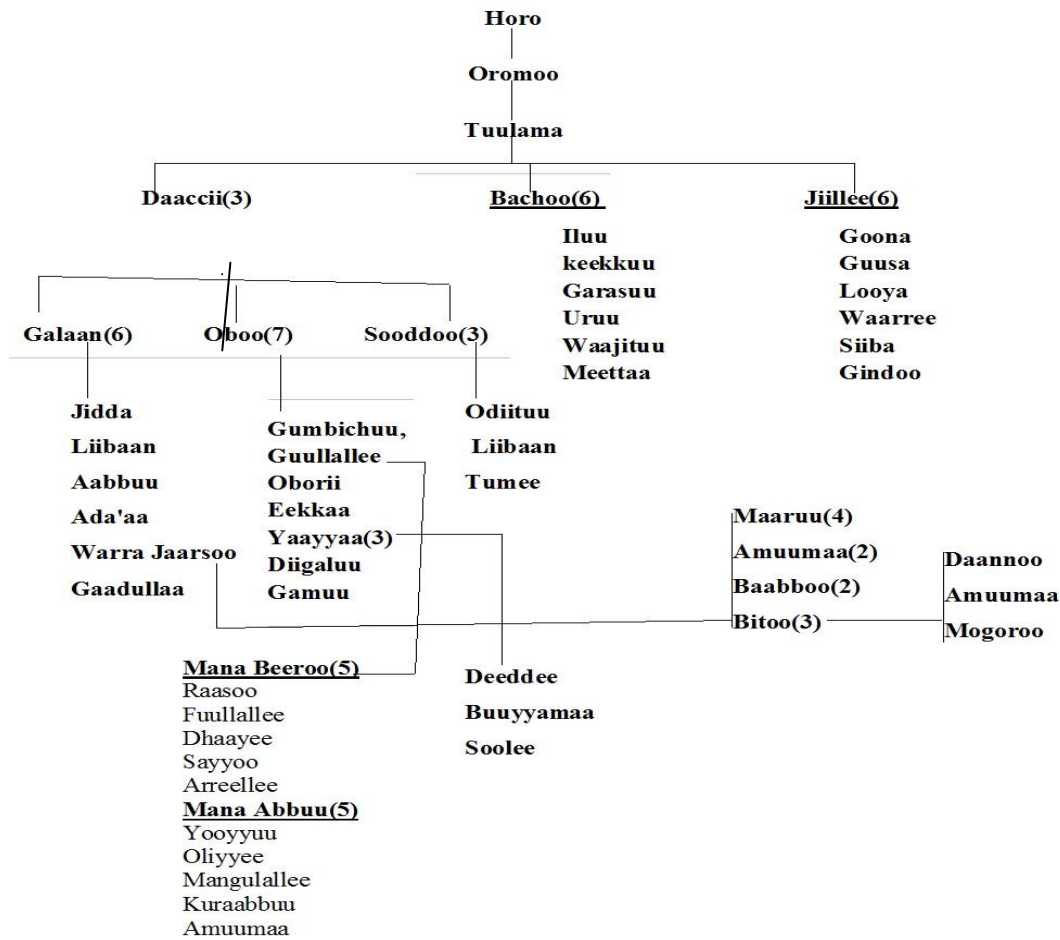 Horo
Oromoo
Tuulama
Daaccii(3)
Bachoo(6)
Iluu
keekkuu
Garasuu
Uruu
Waajituu
Meettaa
Jiillee(6)
Goona
Guusa
Looya
Waarree
Siiba
Gindoo
Galaan(6)
Oboo(7)
Sooddoo(3)
Jidda
Liibaan
Aabbuu
Ada'aa
Warra Jaarsoo
Gaadullaa
Gumbichuu,
Guullallee
Oborii
Eekkaa
Yaayyaa(3)
Diigaluu
Gamuu
Odiituu
Liibaan
Tumee
Maaruu(4)
Amuumaa(2)
Baabboo(2)
Bitoo(3)
Daannoo
Amuumaa
Mogoroo
Mana Beeroo(5)
Raasoo
Fuullallee
Dhaayee
Sayyoo
Arreellee
Mana Abbuu(5)
Yooyyuu
Oliyyee
Mangulallee
Kuraabbuu
Amuumaa
Deeddee
Buuyyamaa
Soolee